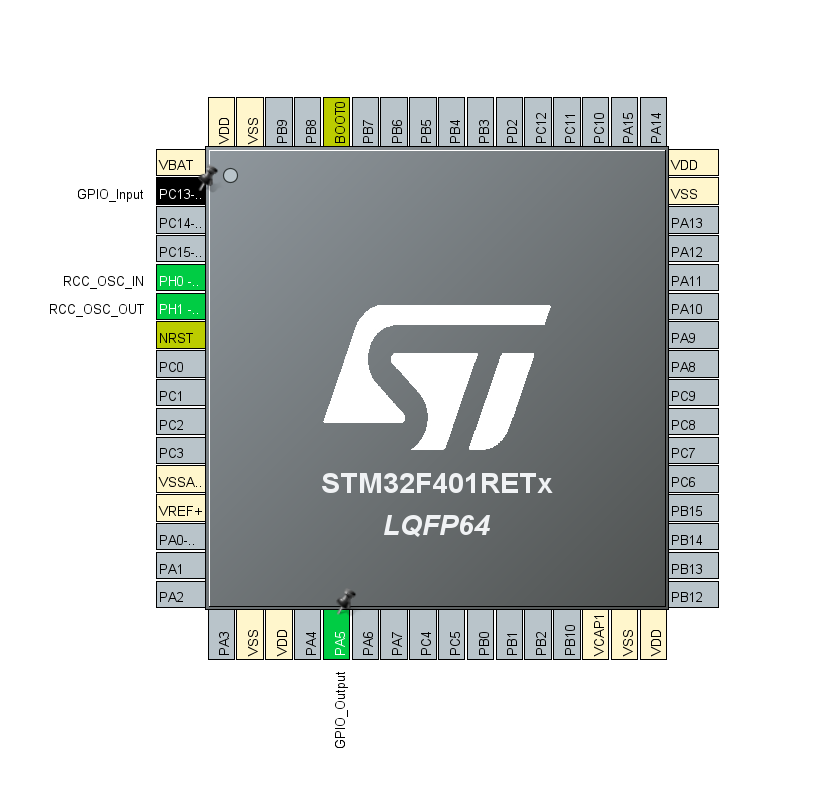 VDD
VSS
PB9
PB8
BOOT0
PB7
PB6
PB5
PB4
PB3
PD2
PC12
PC11
PC10
PA15
PA14
VBAT
GPIO_Input PC13-..
PC14-..
PC15-..
RCC_OSC_IN PH0 -..
RCC_OSC_OUT PH1 -..
NRST
PC0
PC1
PC2
PC3
VSSA..
VREF+
PA0-..
PA1
PA2
VDD
VSS
PA13
PA12
PA11
PA10
PA9
PA8
PC9
PC8
PC7
PC6
PB15
PB14
PB13
PB12
ST
STM32F401RETx
LQFP64
PA3
VSS
VDD
PA4
PA5
PA6
PA7
PC4
PC5
PB0
PB1
PB2
PB10
VCAP1
VSS
VDD
GPIO_Output